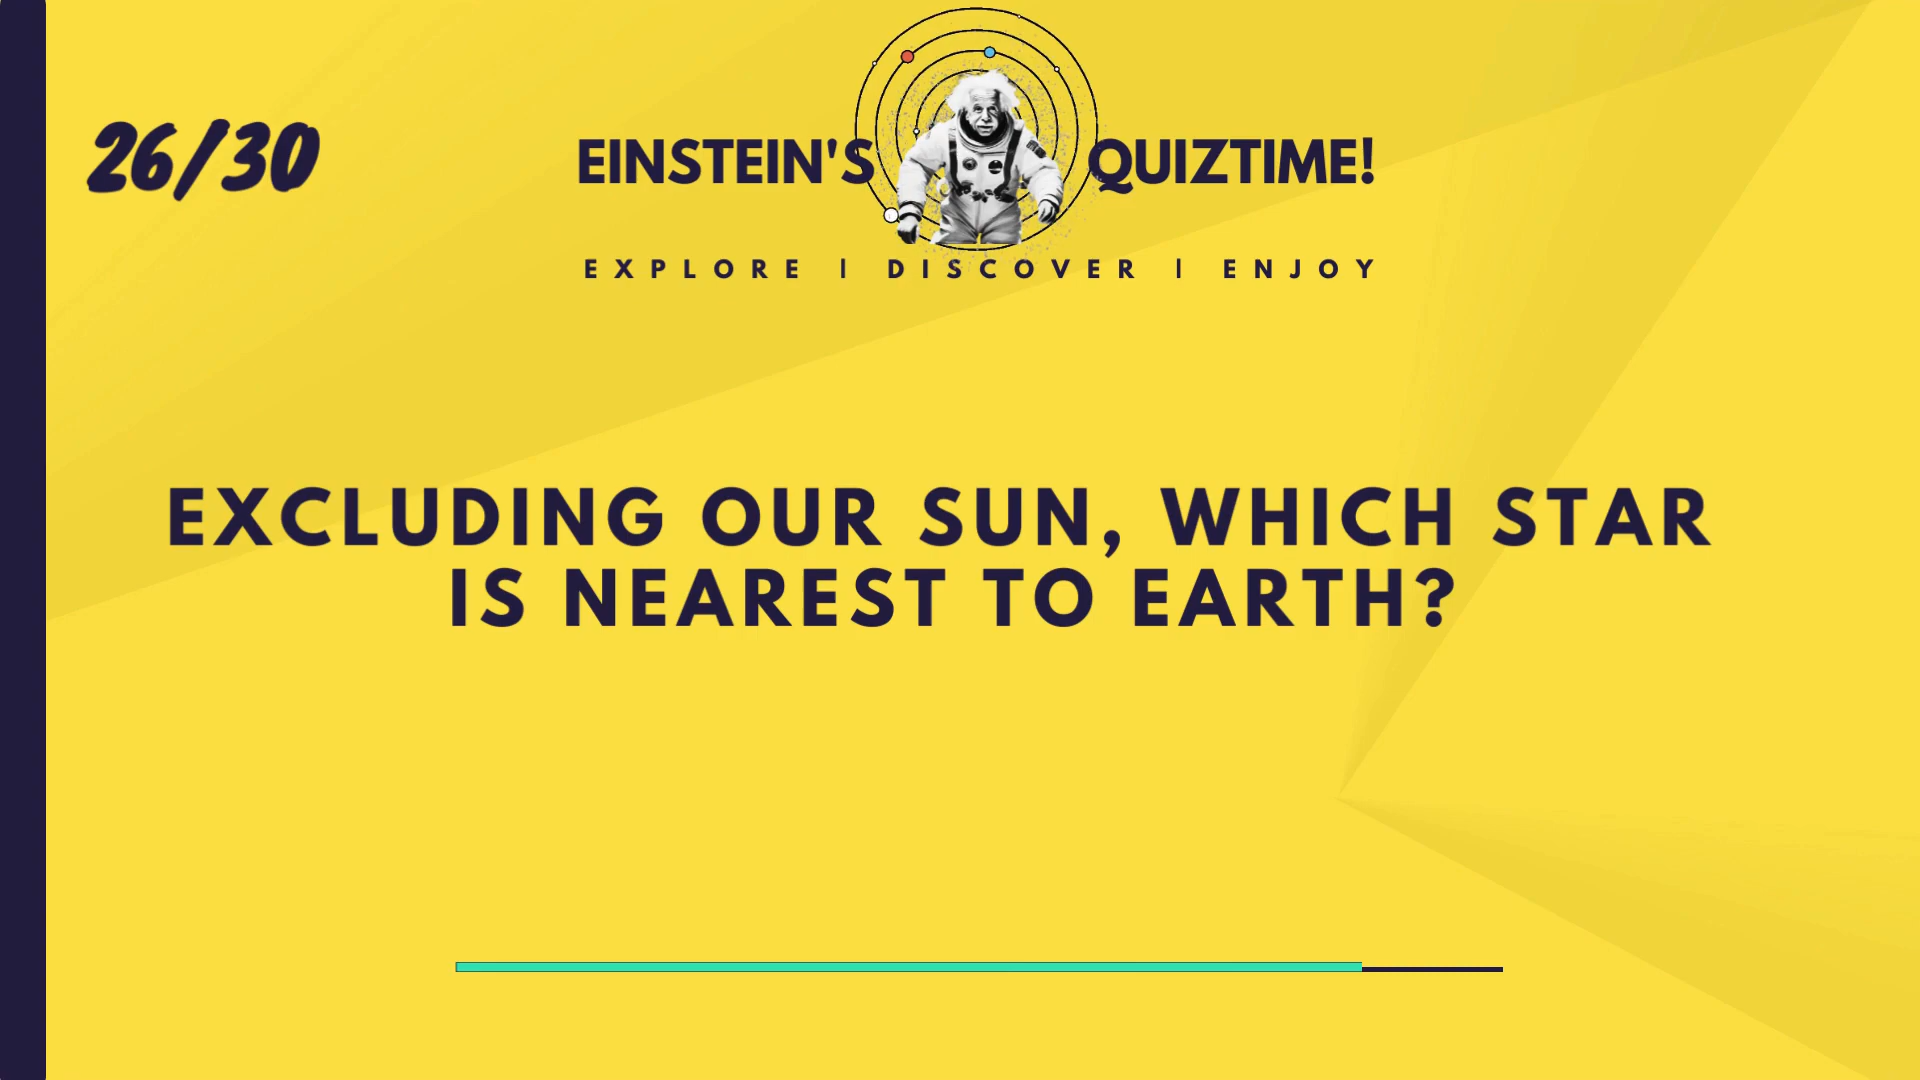 26/30
EINSTEIN'S QUIZTIME!
EXPLORE | DISCOVER | ENJOY
EXCLUDING OUR SUN, WHICH STAR
IS NEAREST TO EARTH?